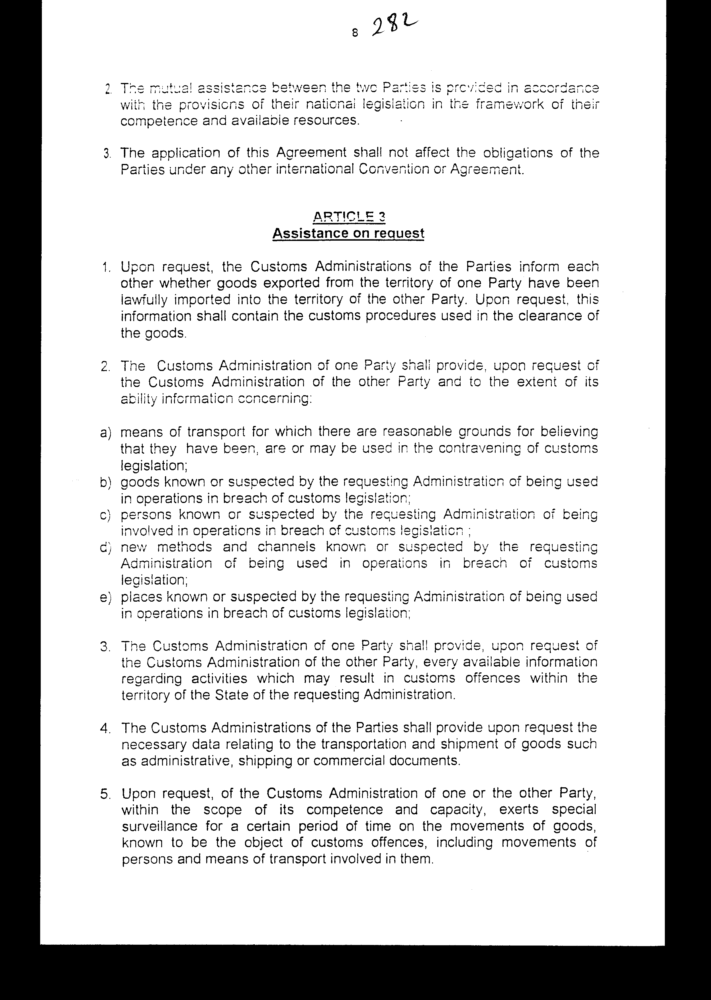 8 282
2. The mutual assistance between the two Parties is provided in accordance
with the provisions of their national legislation in the framework of their
competence and available resources.
3. The application of this Agreement shall not affect the obligations of the
Parties under any other international Convention or Agreement.
ARTICLE 3
Assistance on request
1. Upon request, the Customs Administrations of the Parties inform each
other whether goods exported from the territory of one Party have been
lawfully imported into the territory of the other Party. Upon request, this
information shall contain the customs procedures used in the clearance of
the goods.
2. The Customs Administration of one Party shall provide, upon request of
the Customs Administration of the other Party and to the extent of its
ability information concerning:
a) means of transport for which there are reasonable grounds for believing
that they have been, are or may be used in the contravening of customs
legislation;
b) goods known or suspected by the requesting Administration of being used
in operations in breach of customs legislation;
c) persons known or suspected by the requesting Administration of being
involved in operations in breach of customs legislation ;
d) new methods and channels known or suspected by the requesting
Administration of being used in operations in breach of customs
legislation;
e) places known or suspected by the requesting Administration of being used
in operations in breach of customs legislation;
3. The Customs Administration of one Party shall provide, upon request of
the Customs Administration of the other Party, every available information
regarding activities which may result in customs offences within the
territory of the State of the requesting Administration.
4. The Customs Administrations of the Parties shall provide upon request the
necessary data relating to the transportation and shipment of goods such
as administrative, shipping or commercial documents.
5. Upon request, of the Customs Administration of one or the other Party,
within the scope of its competence and capacity, exerts special
surveillance for a certain period of time on the movements of goods,
known to be the object of customs offences, including movements of
persons and means of transport involved in them.